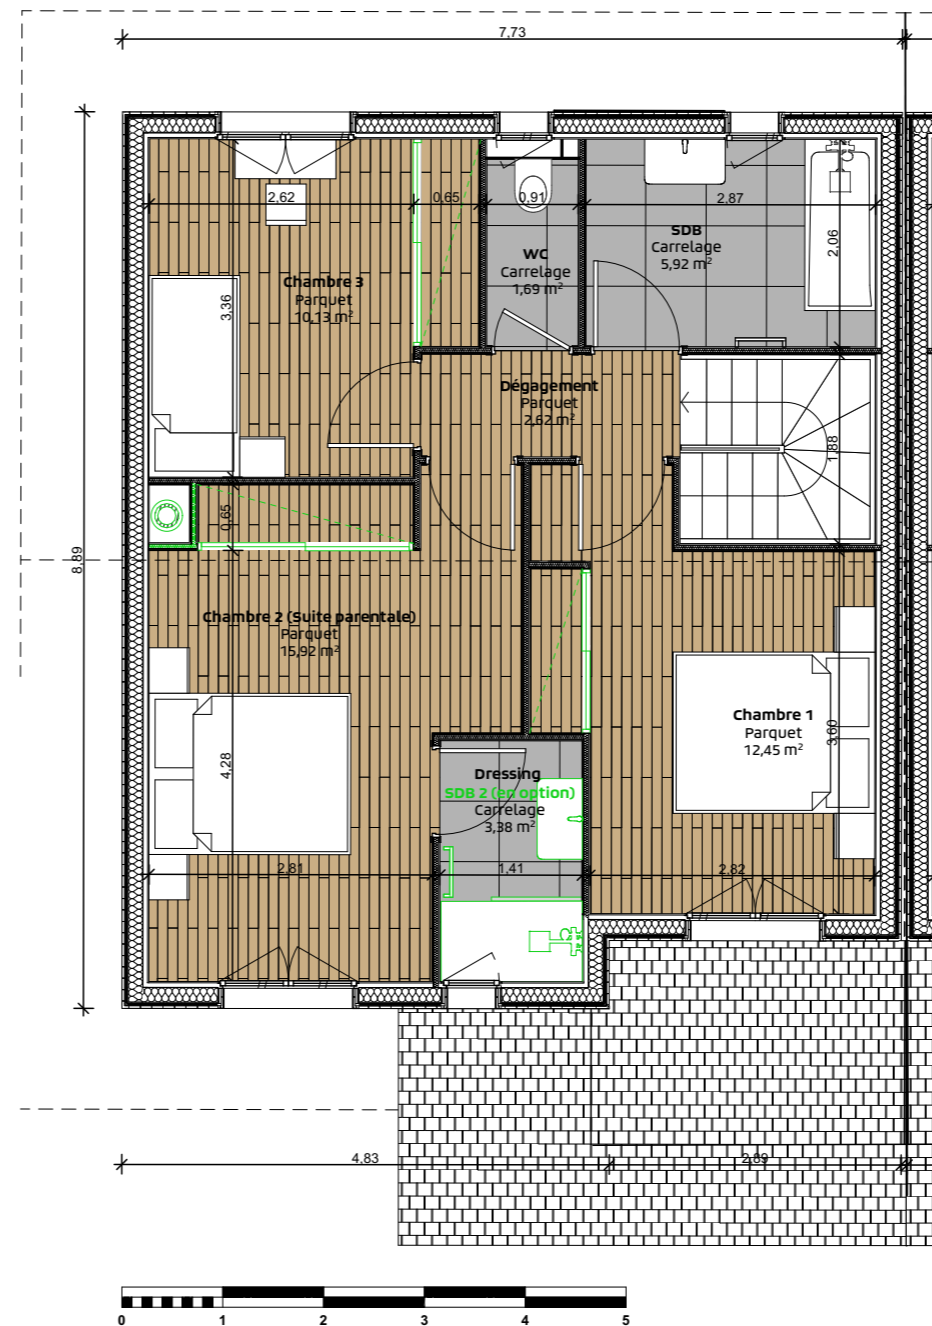 7,73
2,62
0,65
0,91
2,87
SDB
Carrelage
5,92 m²
2,06
WC
Carrelage
1,69 m²
Chambre 3
Parquet
10,13 m²
3,36
Dégagement
Parquet
2,62 m²
1,88
0,65
8,89
Chambre 2 (Suite parentale)
Parquet
15,92 m²
Chambre 1
Parquet
12,45 m²
3,60
4,28
Dressing
SDB 2 (en option)
Carrelage
3,38 m²
2,81
1,41
2,82
4,83
2,89
0 1 2 3 4 5